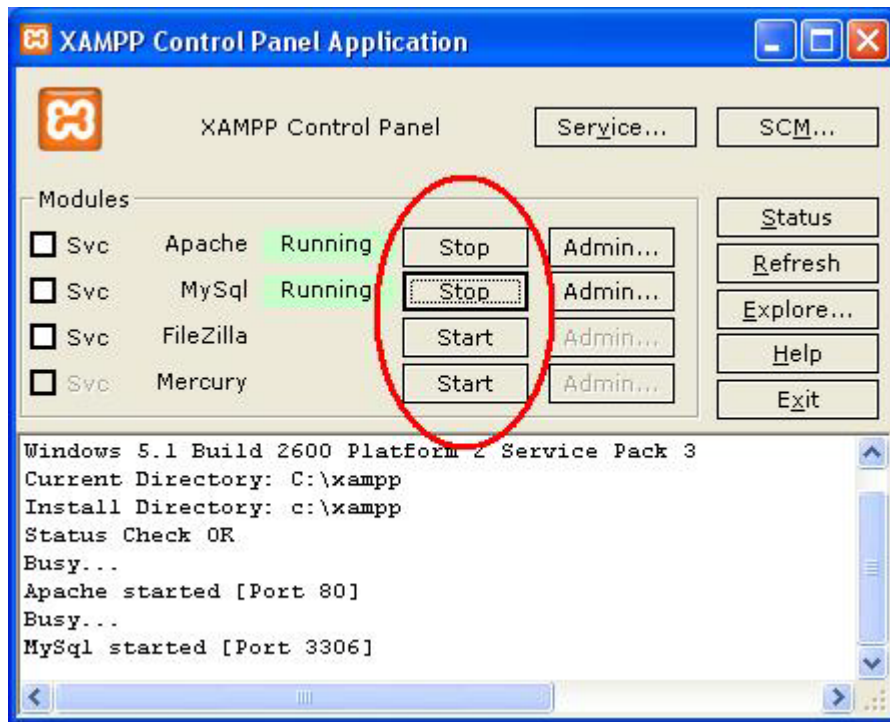 XAMPP Control Panel Application
XAMPP Control Panel Service... SCM...
Modules
Svc Apache Running Stop Admin...
Svc MySql Running Stop Admin...
Svc FileZilla Start Admin...
Svc Mercury Start Admin...
Status
Refresh
Explore...
Help
Exit
Windows 5.1 Build 2600 Platform 2 Service Pack 3
Current Directory: C:\xampp
Install Directory: c:\xampp
Status Check OK
Busy...
Apache started [Port 80]
Busy...
MySql started [Port 3306]